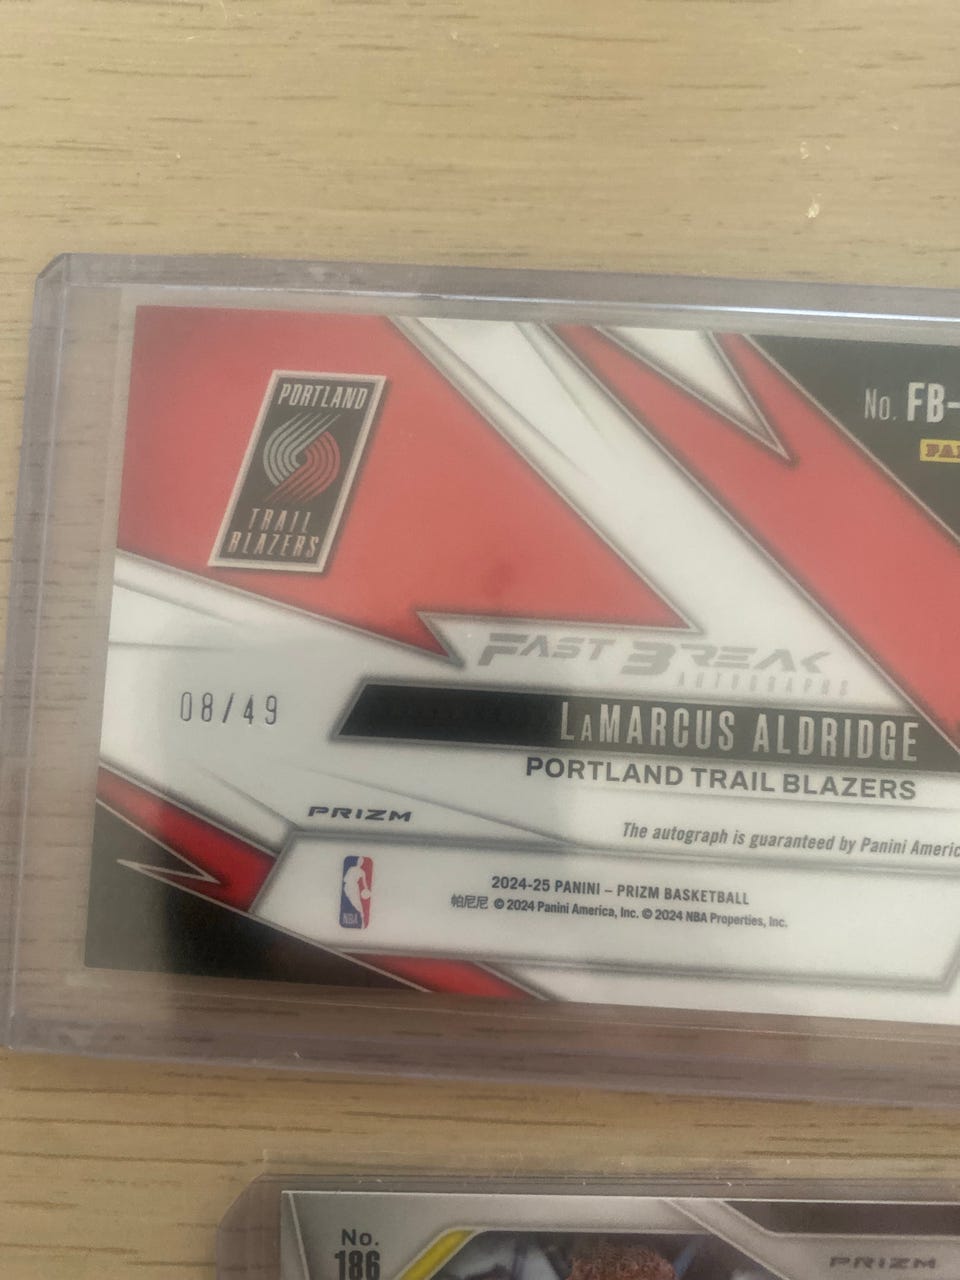 PORTLAND
TRAIL
BLAZERS
No. FB-
FAST BREAK
AUTOGRAPHS
08/49
LaMARCUS ALDRIDGE
PORTLAND TRAIL BLAZERS
PRIZM
The autograph is guaranteed by Panini Americ
NBA
2024-25 PANINI – PRIZM BASKETBALL
帕尼尼 © 2024 Panini America, Inc. © 2024 NBA Properties, Inc.
No.
186
PRIZM